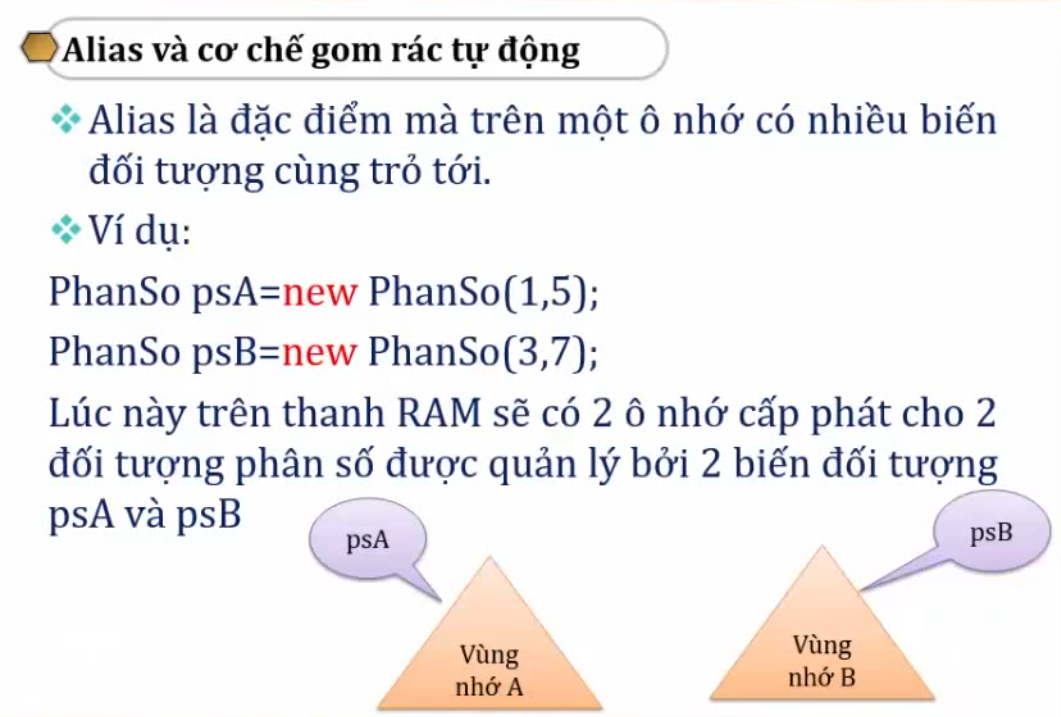 Alias và cơ chế gom rác tự động
Alias là đặc điểm mà trên một ô nhớ có nhiều biến
đối tượng cùng trỏ tới.
Ví dụ:
PhanSo psA=new PhanSo(1,5);
PhanSo psB=new PhanSo(3,7);
Lúc này trên thanh RAM sẽ có 2 ô nhớ cấp phát cho 2
đối tượng phân số được quản lý bởi 2 biến đối tượng
psA và psB
psA
psB
Vùng
nhớ A
Vùng
nhớ B